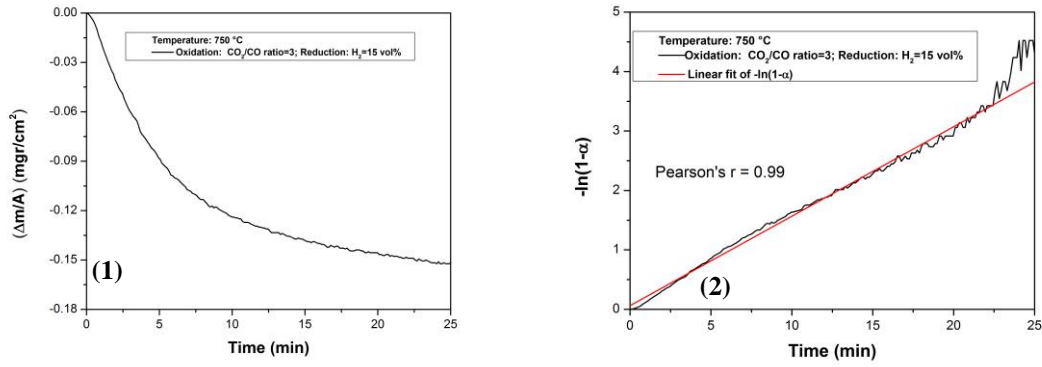 0.00
-0.03
-0.06
-0.09
-0.12
-0.15
-0.18
(Δm/A) (mgr/cm²)
Temperature: 750 °C
Oxidation: CO₂/CO ratio=3; Reduction: H₂=15 vol%
(1)
0 5 10 15 20 25
Time (min)
5
4
3
2
1
0
-ln(1-α)
Temperature: 750 °C
Oxidation: CO₂/CO ratio=3; Reduction: H₂=15 vol%
Linear fit of -ln(1-α)
Pearson's r = 0.99
(2)
0 5 10 15 20 25
Time (min)